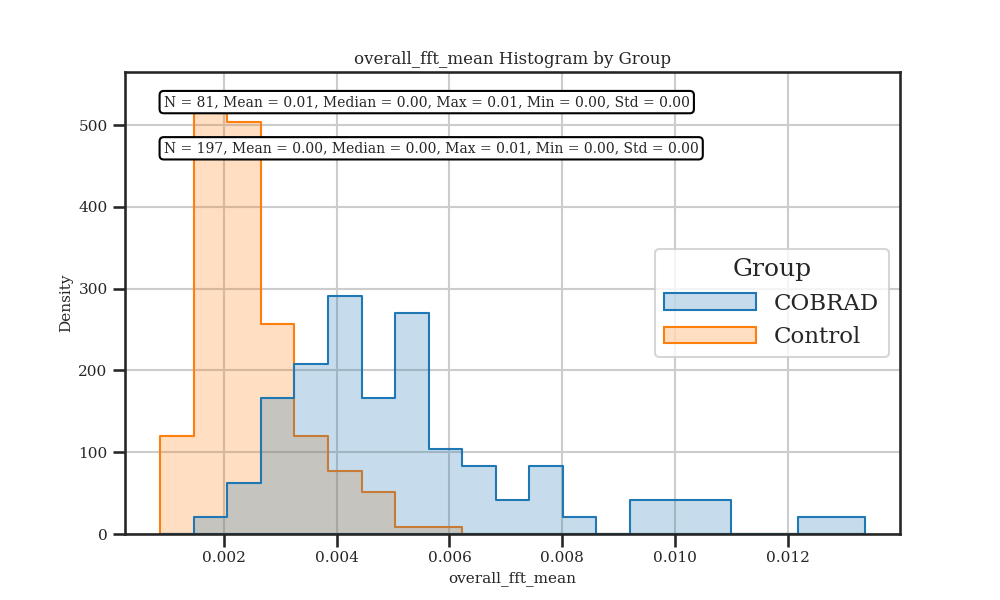 overall_fft_mean Histogram by Group
N = 81, Mean = 0.01, Median = 0.00, Max = 0.01, Min = 0.00, Std = 0.00
N = 197, Mean = 0.00, Median = 0.00, Max = 0.01, Min = 0.00, Std = 0.00
500
400
300
200
100
0
Density
Group
COBRAD
Control
0.002 0.004 0.006 0.008 0.010 0.012
overall_fft_mean